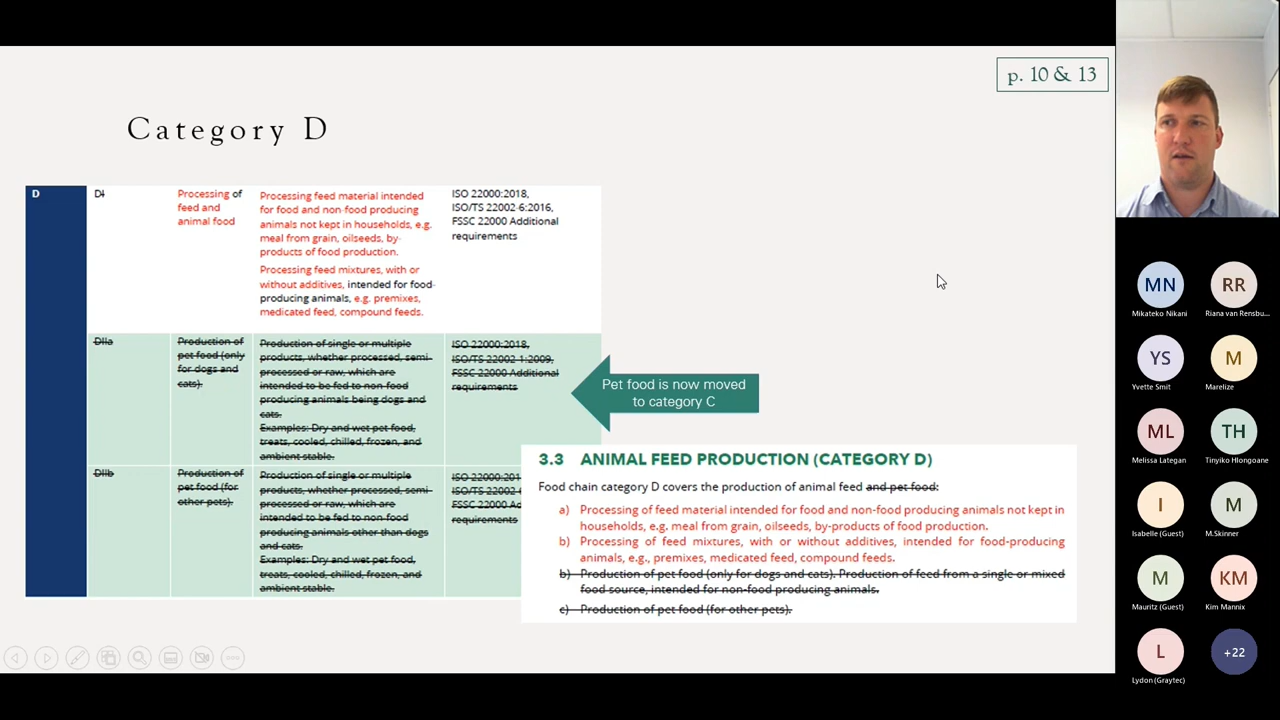 p. 10 & 13
Category D
D
DI
Processing of
feed and
animal food
Processing feed material intended
for food and non-food producing
animals not kept in households, e.g.
meal from grain, oilseeds, by-
products of food production.
Processing feed mixtures, with or
without additives, intended for food-
producing animals, e.g. premixes,
medicated feed, compound feeds.
ISO 22000:2018,
ISO/TS 22002-6:2016,
FSSC 22000 Additional
requirements
DIIa
Production of
pet food (only
for dogs and
cats).
Production of single or multiple
products, whether processed, semi-
processed or raw, which are
intended to be fed to non-food
producing animals being dogs and
cats.
Examples: Dry and wet pet food,
treats, cooled, chilled, frozen, and
ambient stable.
ISO 22000:2018,
ISO/TS 22002-1:2009,
FSSC 22000 Additional
requirements
Pet food is now moved
to category C
DIIb
Production of
pet food (for
other pets).
Production of single or multiple
products, whether processed, semi-
processed or raw, which are
intended to be fed to non-food
producing animals other than dogs
and cats.
Examples: Dry and wet pet food,
treats, cooled, chilled, frozen, and
ambient stable.
ISO 22000:201
ISO/TS 22002-
FSSC 22000 Ad
requirements
3.3 ANIMAL FEED PRODUCTION (CATEGORY D)
Food chain category D covers the production of animal feed and pet food:
a) Processing of feed material intended for food and non-food producing animals not kept in
households, e.g. meal from grain, oilseeds, by-products of food production.
b) Processing of feed mixtures, with or without additives, intended for food-producing
animals, e.g., premixes, medicated feed, compound feeds.
b) Production of pet food (only for dogs and cats). Production of feed from a single or mixed
food source, intended for non-food producing animals.
c) Production of pet food (for other pets).
MN
RR
Mikateko Nikani
Riana van Rensbu...
YS
M
Yvette Smit
Marelize
ML
TH
Melissa Lategan
Tinyiko Hlongoane
I
M
Isabelle (Guest)
M.Skinner
M
KM
Mauritz (Guest)
Kim Mannix
L
+22
Lydon (Graytec)